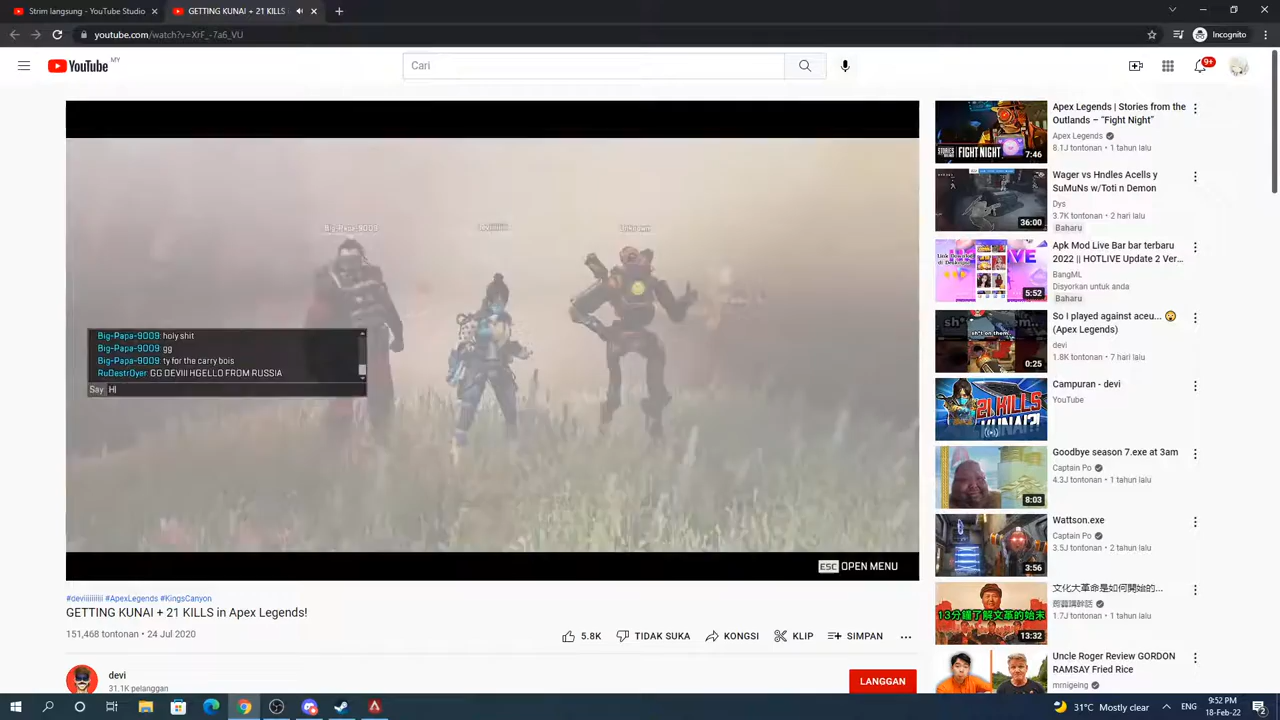 Strim langsung - YouTube Studio
GETTING KUNAI + 21 KILLS
youtube.com/watch?v=XrF_-7a6_VU
Incognito
YouTube MY
Cari
9+
Big-Papa-9009
Big-Papa-9009: holy shit
Big-Papa-9009: gg
Big-Papa-9009: ty for the carry bois
RuDestrOyer: GG DEVIII HGELLO FROM RUSSIA
Say: HI
ESC OPEN MENU
#deviiiiiiiiii #ApexLegends #KingsCanyon
GETTING KUNAI + 21 KILLS in Apex Legends!
151,468 tontonan • 24 Jul 2020
5.8K
TIDAK SUKA
KONGSI
KLIP
SIMPAN
devi
31.1K pelanggan
LANGGAN
STORIES FROM THE OUTLANDS
FIGHT NIGHT
7:46
Apex Legends | Stories from the
Outlands – “Fight Night”
Apex Legends
8.1J tontonan • 1 tahun lalu
36:00
Wager vs Hndles Acells y
SuMuNs w/Toti n Demon
Dys
3.7K tontonan • 2 hari lalu
Baharu
5:52
Apk Mod Live Bar bar terbaru
2022 || HOTLIVE Update 2 Ver...
BangML
Disyorkan untuk anda
Baharu
sh*t on them.
0:25
So I played against aceu... 😲
(Apex Legends)
devi
1.8K tontonan • 7 hari lalu
21 KILLS
KUNAI?!
Campuran - devi
YouTube
8:03
Goodbye season 7.exe at 3am
Captain Po
4.3J tontonan • 1 tahun lalu
3:56
Wattson.exe
Captain Po
3.5J tontonan • 2 tahun lalu
13分鐘了解文革的始末
13:32
文化大革命是如何開始的...
1.7J tontonan • 1 tahun lalu
Uncle Roger Review GORDON
RAMSAY Fried Rice
mrnigeing
31°C Mostly clear
ENG
9:52 PM
18-Feb-22
2